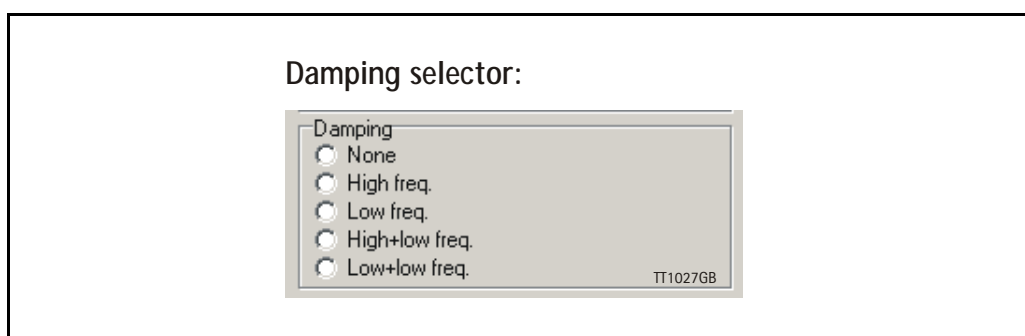 Damping selector:
Damping
None
High freq.
Low freq.
High+low freq.
Low+low freq.
TT1027GB